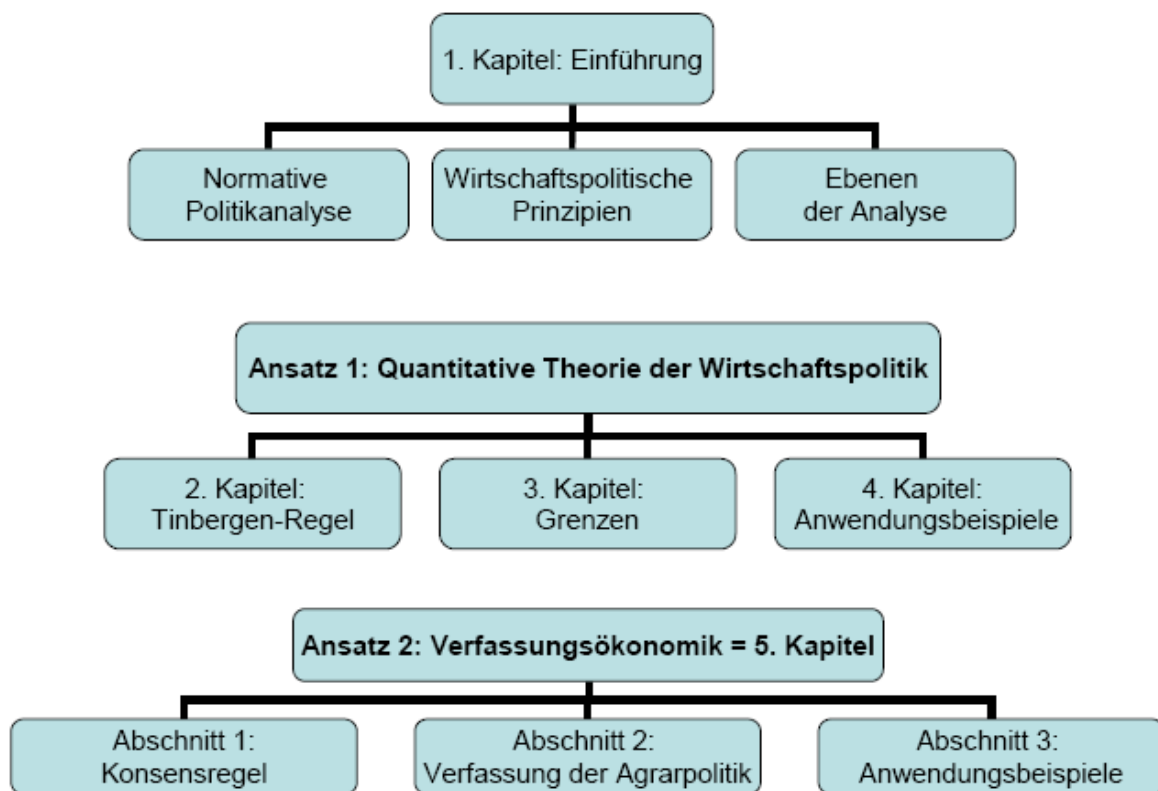 1. Kapitel: Einführung
Normative
Politikanalyse
Wirtschaftspolitische
Prinzipien
Ebenen
der Analyse
Ansatz 1: Quantitative Theorie der Wirtschaftspolitik
2. Kapitel:
Tinbergen-Regel
3. Kapitel:
Grenzen
4. Kapitel:
Anwendungsbeispiele
Ansatz 2: Verfassungsökonomik = 5. Kapitel
Abschnitt 1:
Konsensregel
Abschnitt 2:
Verfassung der Agrarpolitik
Abschnitt 3:
Anwendungsbeispiele